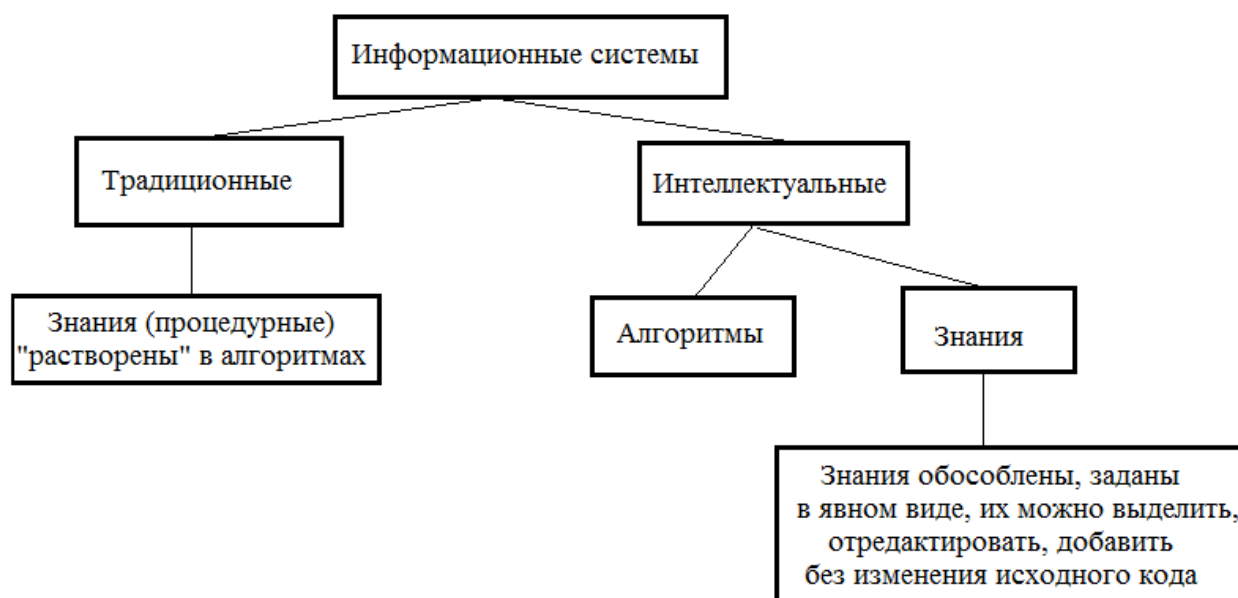 Информационные системы
Традиционные
Интеллектуальные
Знания (процедурные)
"растворены" в алгоритмах
Алгоритмы
Знания
Знания обособлены, заданы
в явном виде, их можно выделить,
отредактировать, добавить
без изменения исходного кода